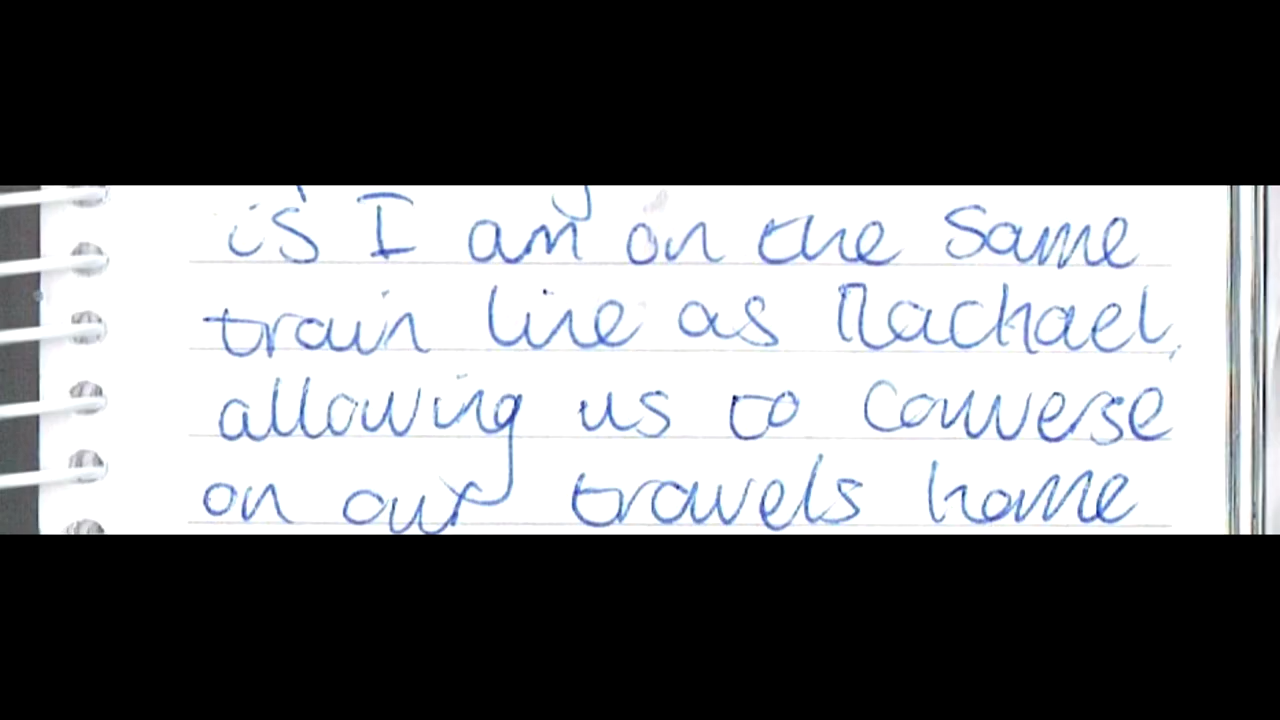 is I am on the same
train line as Rachael,
allowing us to converse
on our travels home